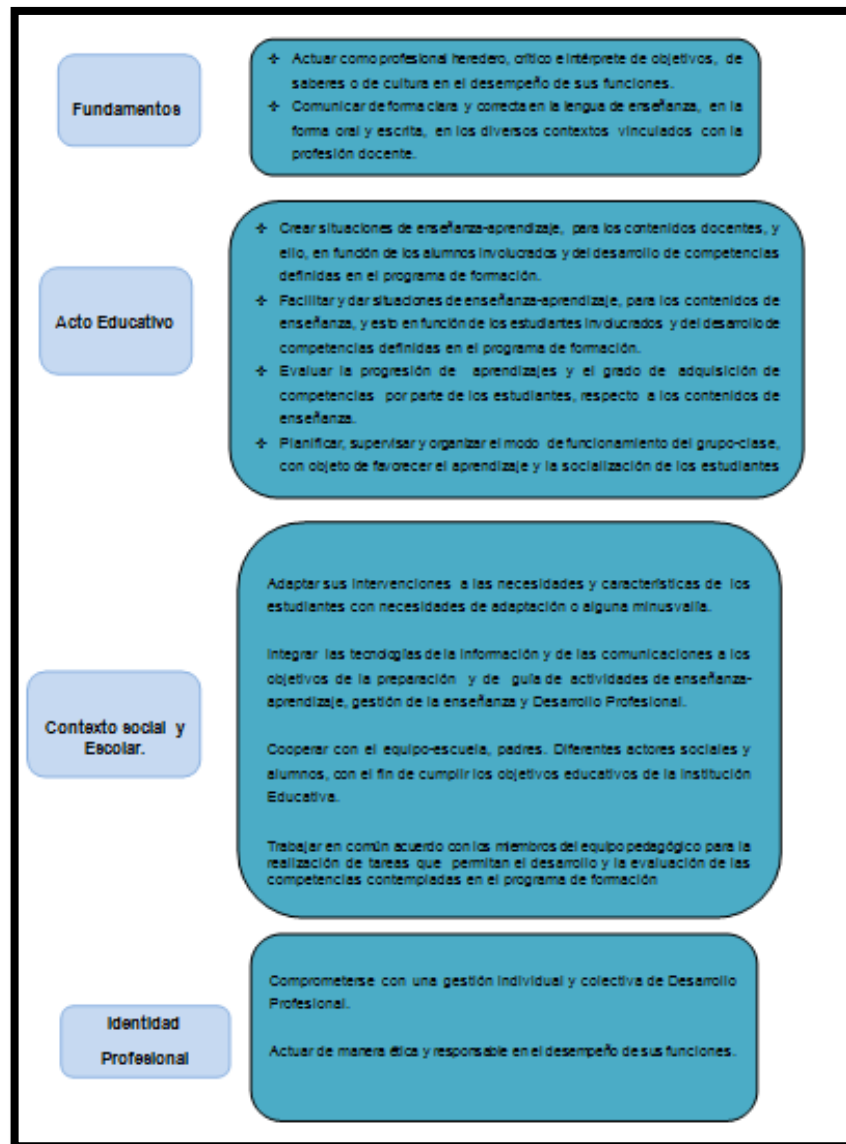 Fundamentos
❖ Actuar como profesional heredero, crítico e intérprete de objetivos, de
saberes o de cultura en el desempeño de sus funciones.
❖ Comunicar de forma clara y correcta en la lengua de enseñanza, en la
forma oral y escrita, en los diversos contextos vinculados con la
profesión docente.
Acto Educativo
❖ Crear situaciones de enseñanza-aprendizaje, para los contenidos docentes, y
ello, en función de los alumnos involucrados y del desarrollo de competencias
definidas en el programa de formación.
❖ Facilitar y dar situaciones de enseñanza-aprendizaje, para los contenidos de
enseñanza, y esto en función de los estudiantes involucrados y del desarrollo de
competencias definidas en el programa de formación.
❖ Evaluar la progresión de aprendizajes y el grado de adquisición de
competencias por parte de los estudiantes, respecto a los contenidos de
enseñanza.
❖ Planificar, supervisar y organizar el modo de funcionamiento del grupo-clase,
con objeto de favorecer el aprendizaje y la socialización de los estudiantes
Contexto social y
Escolar.
Adaptar sus intervenciones a las necesidades y características de los
estudiantes con necesidades de adaptación o alguna minusvalía.
Integrar las tecnologías de la información y de las comunicaciones a los
objetivos de la preparación y de guía de actividades de enseñanza-
aprendizaje, gestión de la enseñanza y Desarrollo Profesional.
Cooperar con el equipo-escuela, padres. Diferentes actores sociales y
alumnos, con el fin de cumplir los objetivos educativos de la Institución
Educativa.
Trabajar en común acuerdo con los miembros del equipo pedagógico para la
realización de tareas que permitan el desarrollo y la evaluación de las
competencias contempladas en el programa de formación
Identidad
Profesional
Comprometerse con una gestión individual y colectiva de Desarrollo
Profesional.
Actuar de manera ética y responsable en el desempeño de sus funciones.